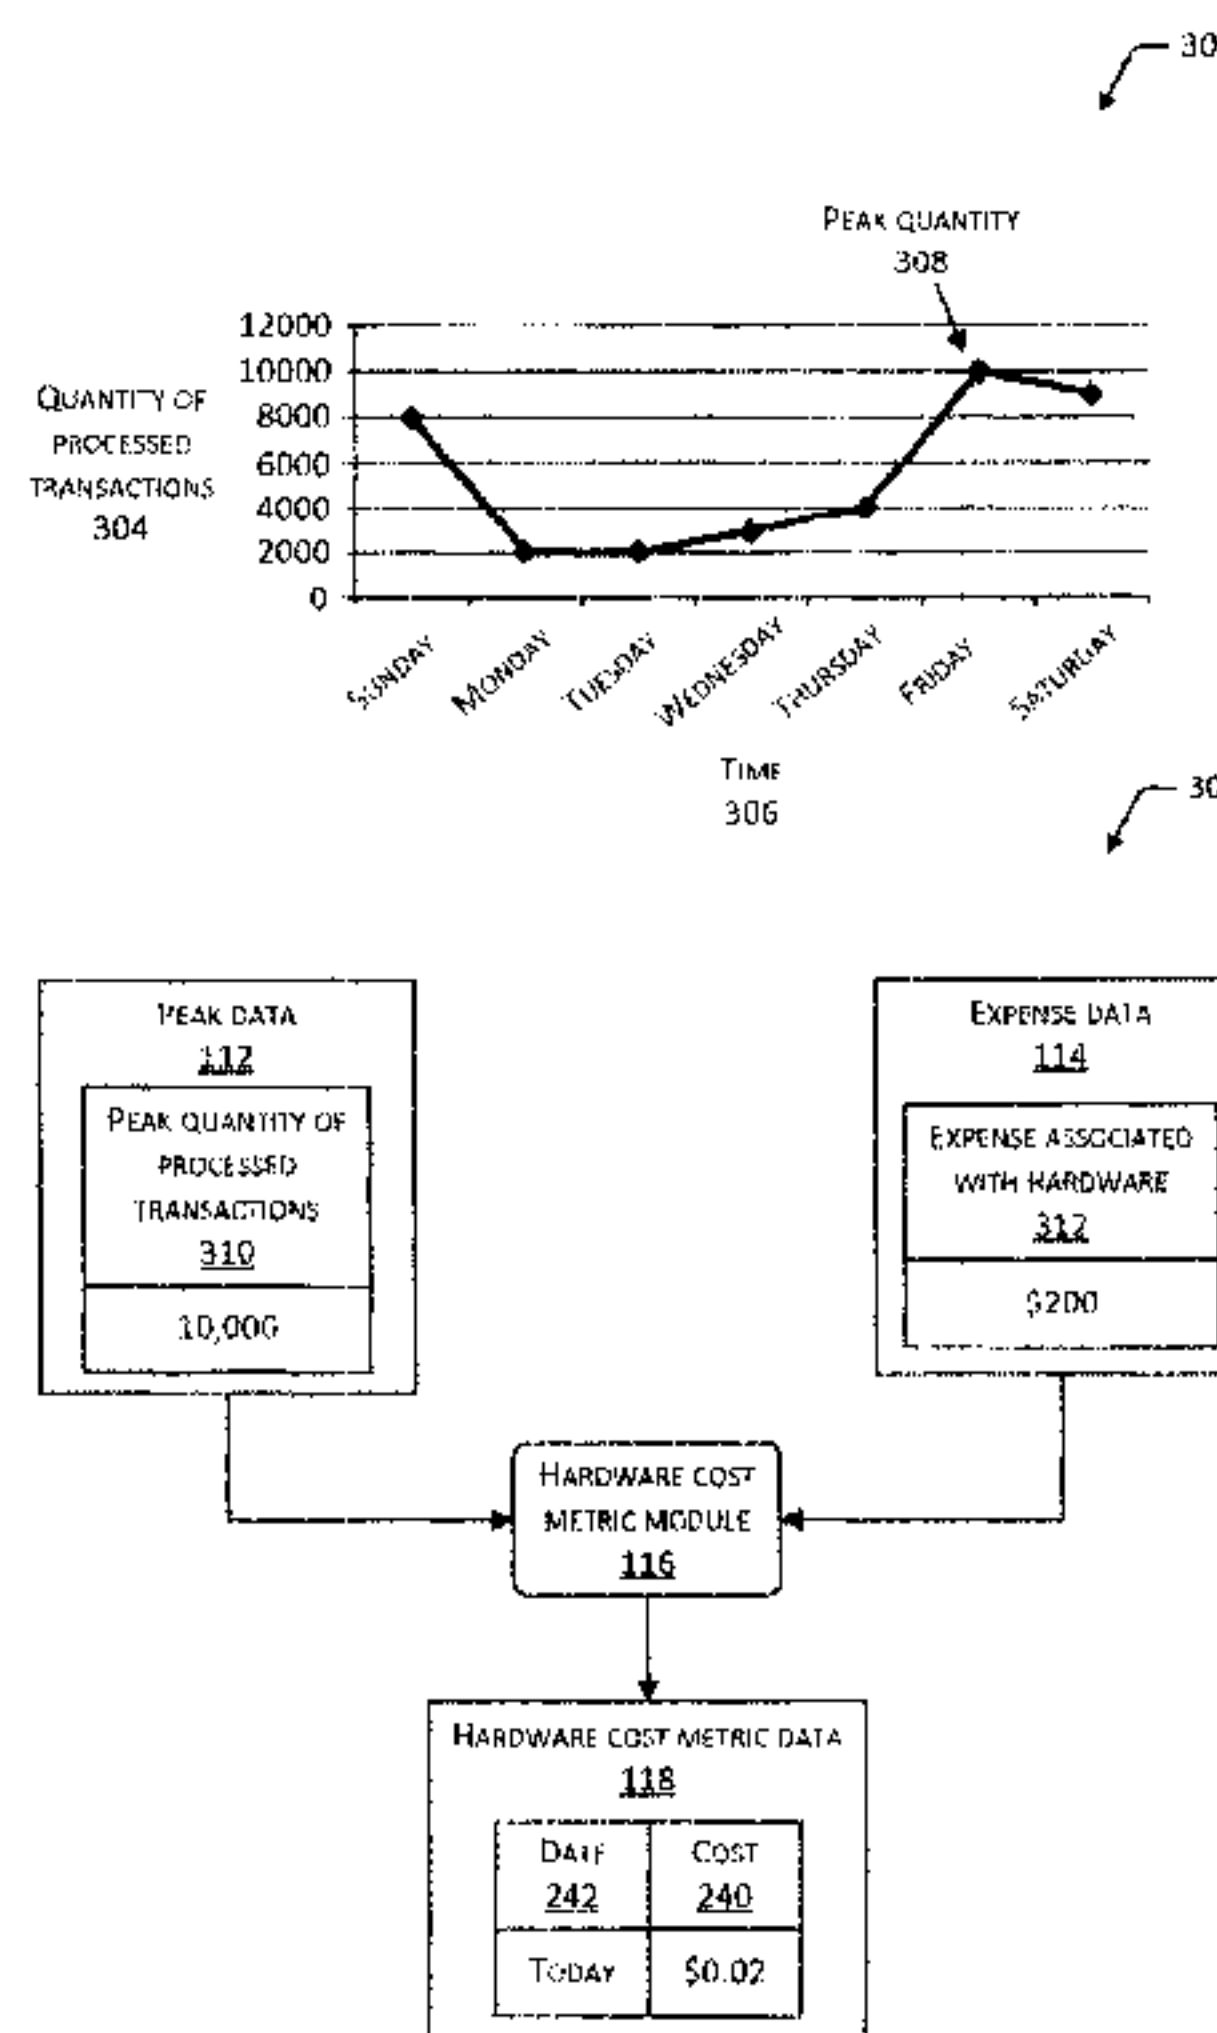 30
PEAK QUANTITY
308
12000
10000
8000
6000
4000
2000
0
QUANTITY OF
PROCESSED
TRANSACTIONS
304
SUNDAY
MONDAY
TUESDAY
WEDNESDAY
THURSDAY
FRIDAY
SATURDAY
TIME
306
30
PEAK DATA
112
PEAK QUANTITY OF
PROCESSED
TRANSACTIONS
310
10,000
EXPENSE DATA
114
EXPENSE ASSOCIATED
WITH HARDWARE
312
$200
HARDWARE COST
METRIC MODULE
116
HARDWARE COST METRIC DATA
118
DATE
242
COST
240
TODAY
$0.02